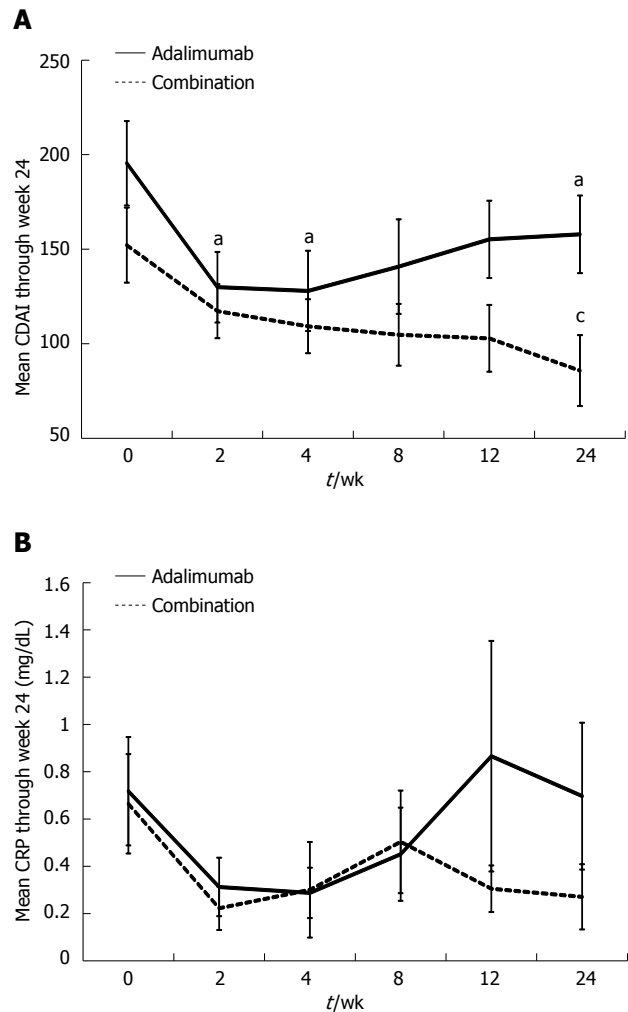 A
Adalimumab
Combination
Mean CDAI through week 24
250
200
150
100
50
a
a
a
c
0 2 4 8 12 24
t/wk
B
Adalimumab
Combination
Mean CRP through week 24 (mg/dL)
1.6
1.4
1.2
1
0.8
0.6
0.4
0.2
0
0 2 4 8 12 24
t/wk